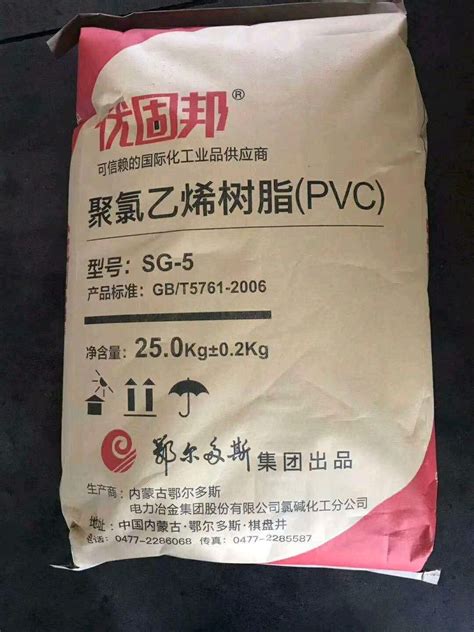 优固邦®
可信赖的国际化工业品供应商
聚氯乙烯树脂(PVC)
型号: SG-5
产品标准: GB/T5761-2006
净含量: 25.0Kg±0.2Kg
鄂尔多斯集团出品
生产商: 内蒙古鄂尔多斯
电力冶金集团股份有限公司氯碱化工分公司
地址: 中国内蒙古·鄂尔多斯·棋盘井
电话: 0477-2286068 传真: 0477-2287585